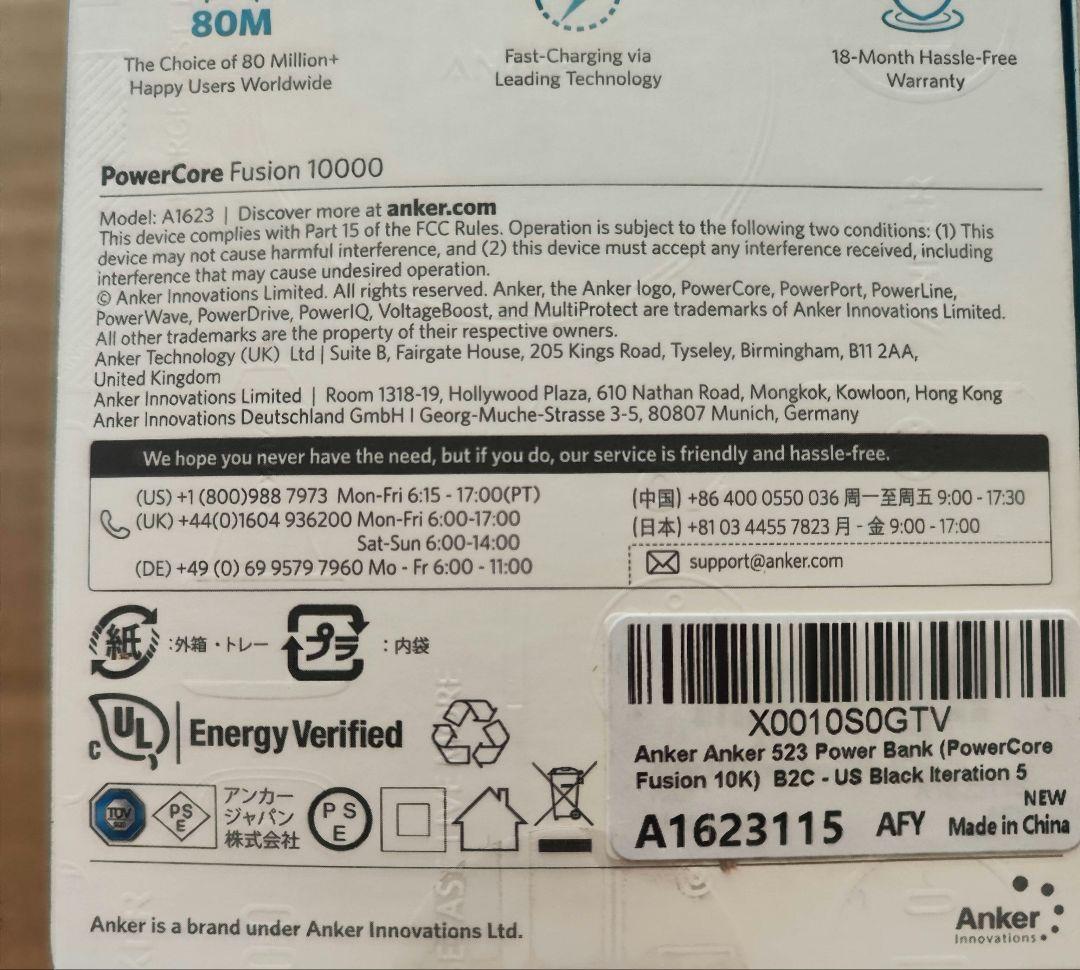 80M
The Choice of 80 Million+
Happy Users Worldwide
Fast-Charging via
Leading Technology
18-Month Hassle-Free
Warranty
PowerCore Fusion 10000
Model: A1623 | Discover more at anker.com
This device complies with Part 15 of the FCC Rules. Operation is subject to the following two conditions: (1) This
device may not cause harmful interference, and (2) this device must accept any interference received, including
interference that may cause undesired operation.
© Anker Innovations Limited. All rights reserved. Anker, the Anker logo, PowerCore, PowerPort, PowerLine,
PowerWave, PowerDrive, PowerIQ, VoltageBoost, and MultiProtect are trademarks of Anker Innovations Limited.
All other trademarks are the property of their respective owners.
Anker Technology (UK) Ltd | Suite B, Fairgate House, 205 Kings Road, Tyseley, Birmingham, B11 2AA,
United Kingdom
Anker Innovations Limited | Room 1318-19, Hollywood Plaza, 610 Nathan Road, Mongkok, Kowloon, Hong Kong
Anker Innovations Deutschland GmbH I Georg-Muche-Strasse 3-5, 80807 Munich, Germany
We hope you never have the need, but if you do, our service is friendly and hassle-free.
(US) +1 (800)988 7973 Mon-Fri 6:15 - 17:00(PT)
(UK) +44(0)1604 936200 Mon-Fri 6:00-17:00
Sat-Sun 6:00-14:00
(DE) +49 (0) 69 9579 7960 Mo - Fr 6:00 - 11:00
(中国) +86 400 0550 036 周一至周五 9:00 - 17:30
(日本) +81 03 4455 7823 月 - 金 9:00 - 17:00
support@anker.com
紙 :外箱・トレー
プラ :内袋
C UL Energy Verified
TÜV SÜD
PS
E
アンカー
ジャパン
株式会社
PS
E
X0010S0GTV
Anker Anker 523 Power Bank (PowerCore
Fusion 10K) B2C - US Black Iteration 5
NEW
A1623115 AFY Made in China
Anker is a brand under Anker Innovations Ltd.
Anker
Innovations